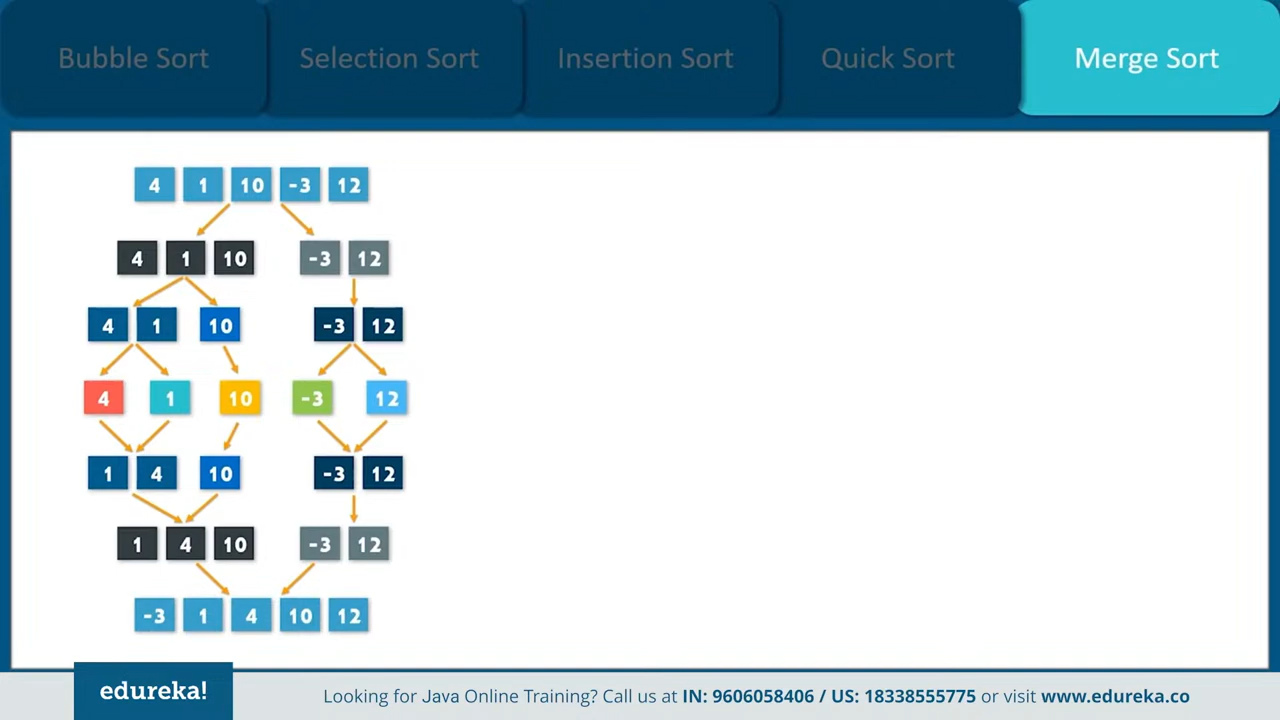 Bubble Sort Selection Sort Insertion Sort Quick Sort Merge Sort
4 1 10 -3 12
4 1 10 -3 12
4 1 10 -3 12
4 1 10 -3 12
1 4 10 -3 12
1 4 10 -3 12
-3 1 4 10 12
edureka!
Looking for Java Online Training? Call us at IN: 9606058406 / US: 18338555775 or visit www.edureka.co